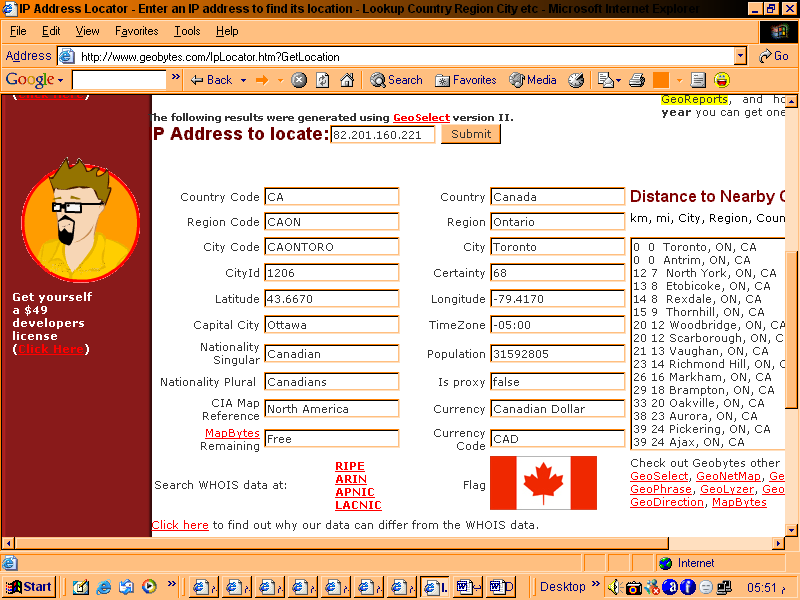 IP Address Locator - Enter an IP address to find its location - Lookup Country Region City etc - Microsoft Internet Explorer
File Edit View Favorites Tools Help
Address http://www.geobytes.com/IpLocator.htm?GetLocation Go
Google Back Search Favorites Media
(Click Here)
GeoReports, and ho
year you can get one
he following results were generated using GeoSelect version II.
P Address to locate: 82.201.160.221 Submit
Country Code CA Country Canada
Region Code CAON Region Ontario
City Code CAONTORO City Toronto
CityId 1206 Certainty 68
Latitude 43.6670 Longitude -79.4170
Capital City Ottawa TimeZone -05:00
Nationality Singular Canadian Population 31592805
Nationality Plural Canadians Is proxy false
CIA Map Reference North America Currency Canadian Dollar
MapBytes Remaining Free Currency Code CAD
Distance to Nearby C
km, mi, City, Region, Coun
0 0 Toronto, ON, CA
0 0 Antrim, ON, CA
12 7 North York, ON, CA
13 8 Etobicoke, ON, CA
14 8 Rexdale, ON, CA
15 9 Thornhill, ON, CA
20 12 Woodbridge, ON, CA
20 12 Scarborough, ON, C
21 13 Vaughan, ON, CA
23 14 Richmond Hill, ON, C
26 16 Markham, ON, CA
29 18 Brampton, ON, CA
33 20 Oakville, ON, CA
38 23 Aurora, ON, CA
39 24 Pickering, ON, CA
39 24 Ajax, ON, CA
Get yourself
a $49
developers
license
(Click Here)
Search WHOIS data at:
RIPE
ARIN
APNIC
LACNIC
Flag
Check out Geobytes other
GeoSelect, GeoNetMap, Ge
GeoPhrase, GeoLyzer, Geo
GeoDirection, MapBytes
Click here to find out why our data can differ from the WHOIS data.
Internet
Start Desktop 05:51